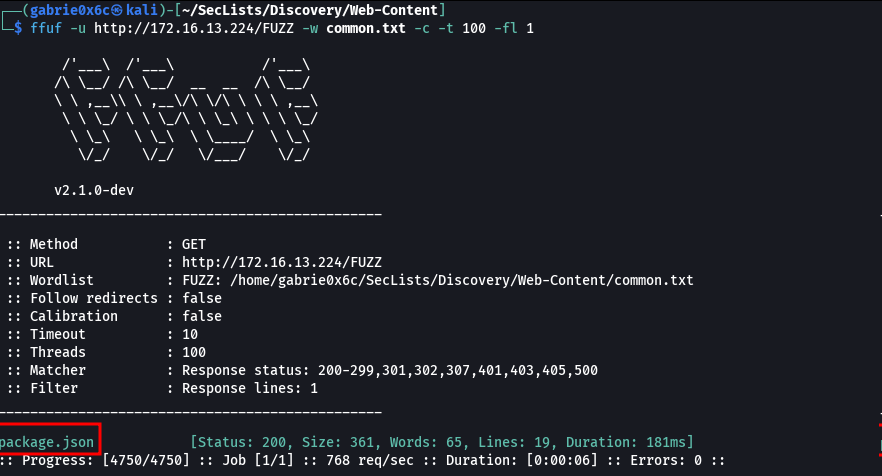 ┌──(gabrie0x6c㉿kali)-[~/SecLists/Discovery/Web-Content]
└─$ ffuf -u http://172.16.13.224/FUZZ -w common.txt -c -t 100 -fl 1
        /'___\  /'___\           /'___\
       /\ \__/ /\ \__/  __  __  /\ \__/
       \ \ ,__\\ \ ,__\/\ \/\ \ \ \ ,__\
        \ \ \_/ \ \ \_/\ \ \_\ \ \ \ \_/
         \ \_\   \ \_\  \ \____/  \ \_\
          \/_/    \/_/   \/___/    \/_/
       v2.1.0-dev
________________________________________________
:: Method           : GET
:: URL              : http://172.16.13.224/FUZZ
:: Wordlist         : FUZZ: /home/gabrie0x6c/SecLists/Discovery/Web-Content/common.txt
:: Follow redirects : false
:: Calibration      : false
:: Timeout          : 10
:: Threads          : 100
:: Matcher          : Response status: 200-299,301,302,307,401,403,405,500
:: Filter           : Response lines: 1
________________________________________________
package.json            [Status: 200, Size: 361, Words: 65, Lines: 19, Duration: 181ms]
:: Progress: [4750/4750] :: Job [1/1] :: 768 req/sec :: Duration: [0:00:06] :: Errors: 0 ::